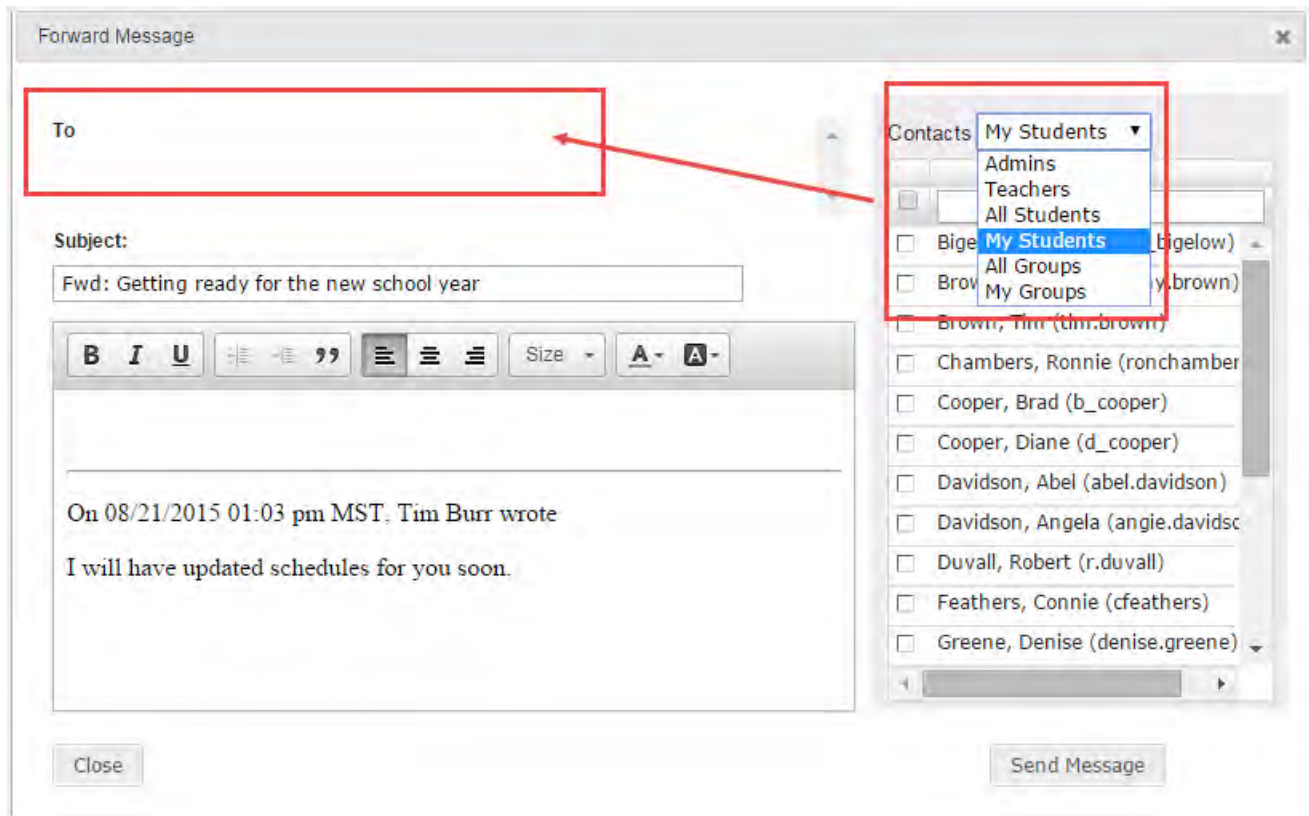 Forward Message
To
Subject:
Fwd: Getting ready for the new school year
B I U Size A A
On 08/21/2015 01:03 pm MST, Tim Burr wrote
I will have updated schedules for you soon.
Close
Contacts My Students
Admins
Teachers
All Students
My Students
All Groups
My Groups
Bige _bigelow)
Brow y.brown)
Brown, Tim (tim.brown)
Chambers, Ronnie (ronchamber
Cooper, Brad (b_cooper)
Cooper, Diane (d_cooper)
Davidson, Abel (abel.davidson)
Davidson, Angela (angie.davidsc
Duvall, Robert (r.duvall)
Feathers, Connie (cfeathers)
Greene, Denise (denise.greene)
Send Message